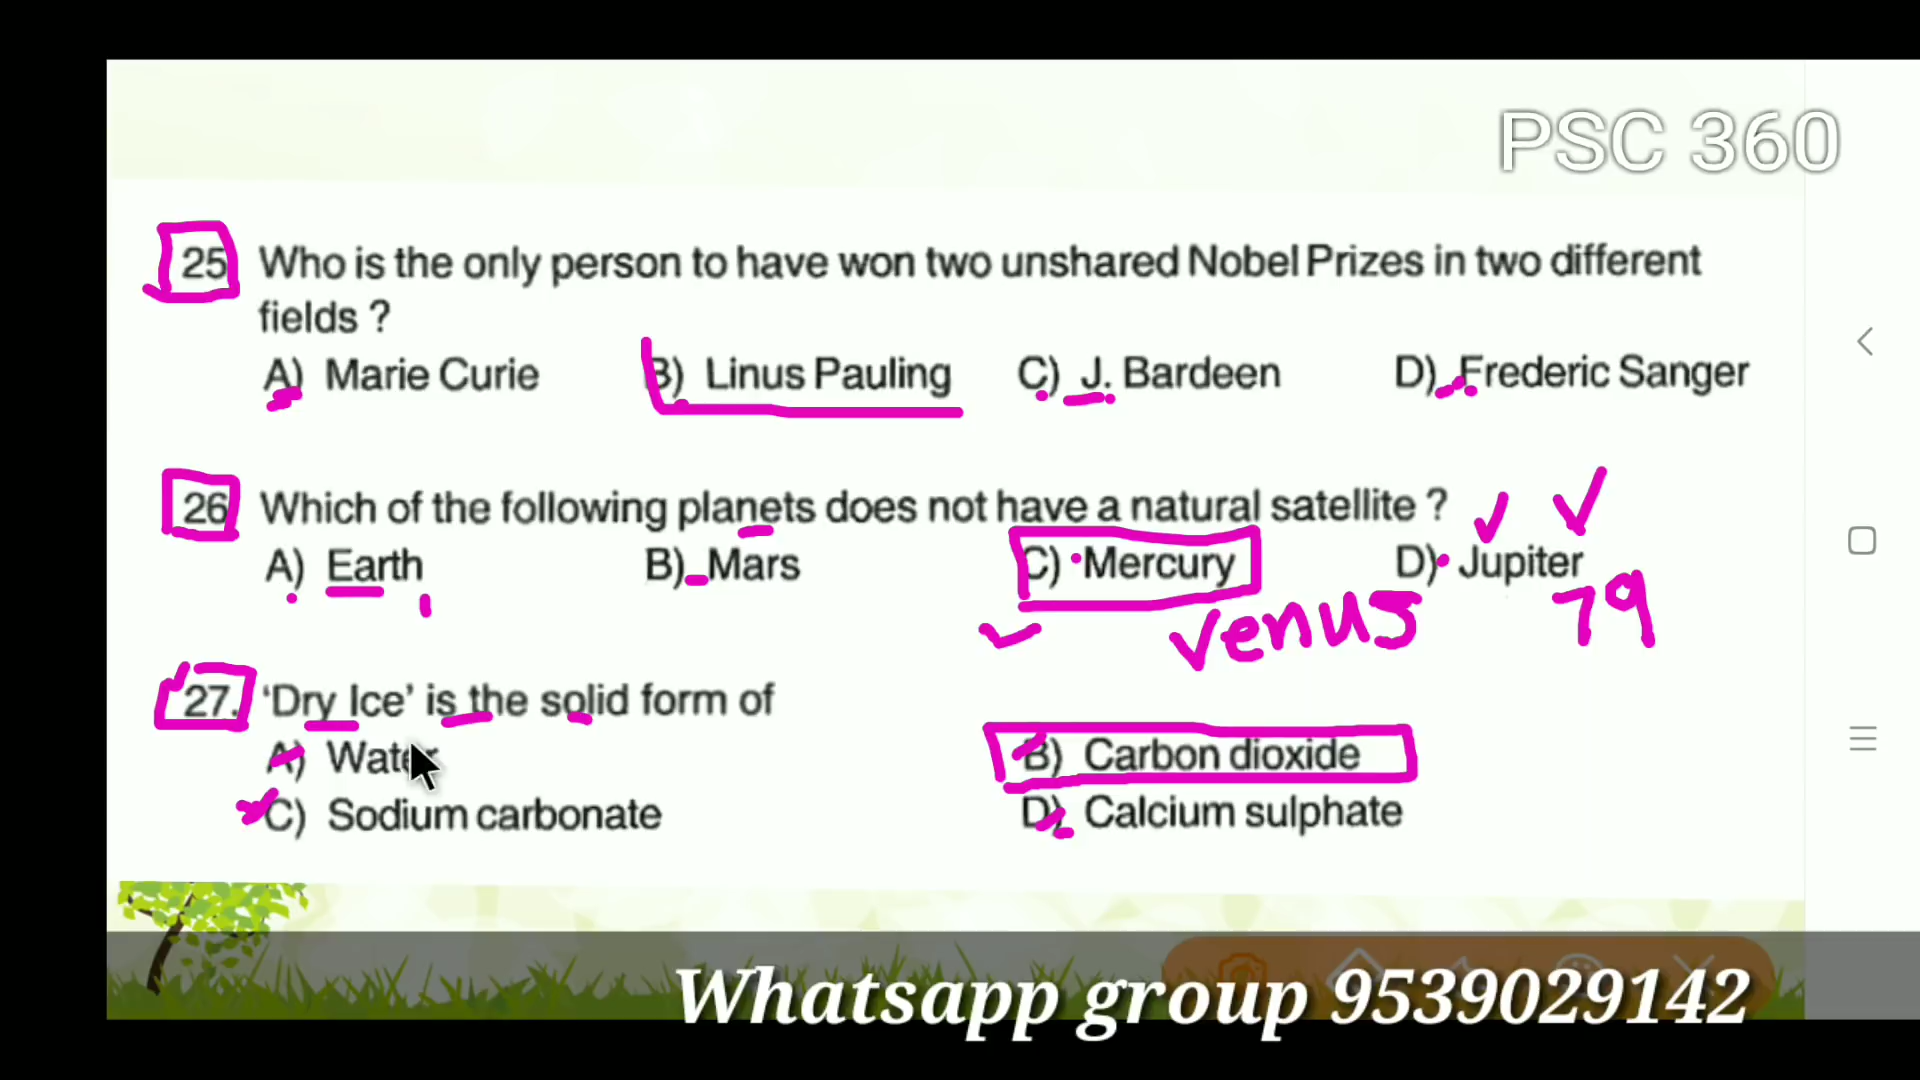 PSC 360
25 Who is the only person to have won two unshared Nobel Prizes in two different
fields ?
A) Marie Curie B) Linus Pauling C) J. Bardeen D) Frederic Sanger
26 Which of the following planets does not have a natural satellite ?
A) Earth B) Mars C) Mercury D) Jupiter
1 venus 79
27. ‘Dry Ice’ is the solid form of
A) Water B) Carbon dioxide
C) Sodium carbonate D) Calcium sulphate
Whatsapp group 9539029142